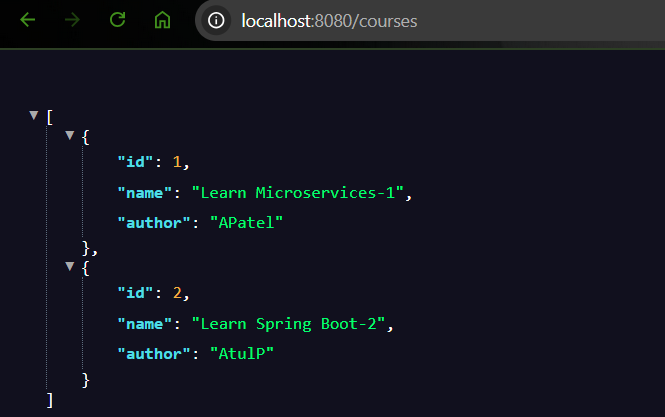 localhost:8080/courses
[
{
"id": 1,
"name": "Learn Microservices-1",
"author": "APatel"
},
{
"id": 2,
"name": "Learn Spring Boot-2",
"author": "AtulP"
}
]